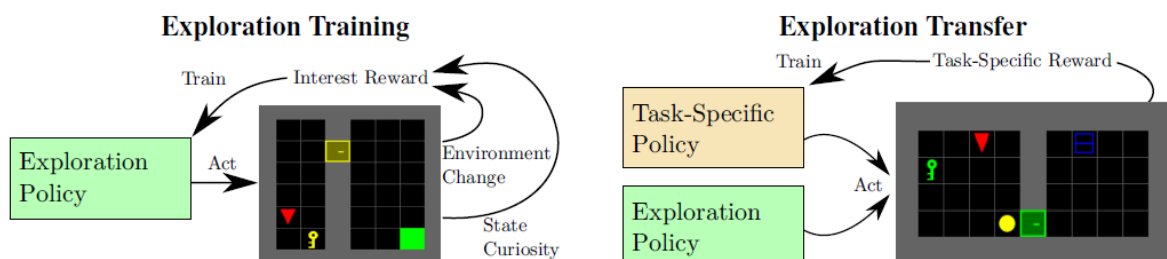 Exploration Training
Train
Interest Reward
Exploration
Policy
Act
Environment
Change
State
Curiosity
Exploration Transfer
Train
Task-Specific Reward
Task-Specific
Policy
Act
Exploration
Policy